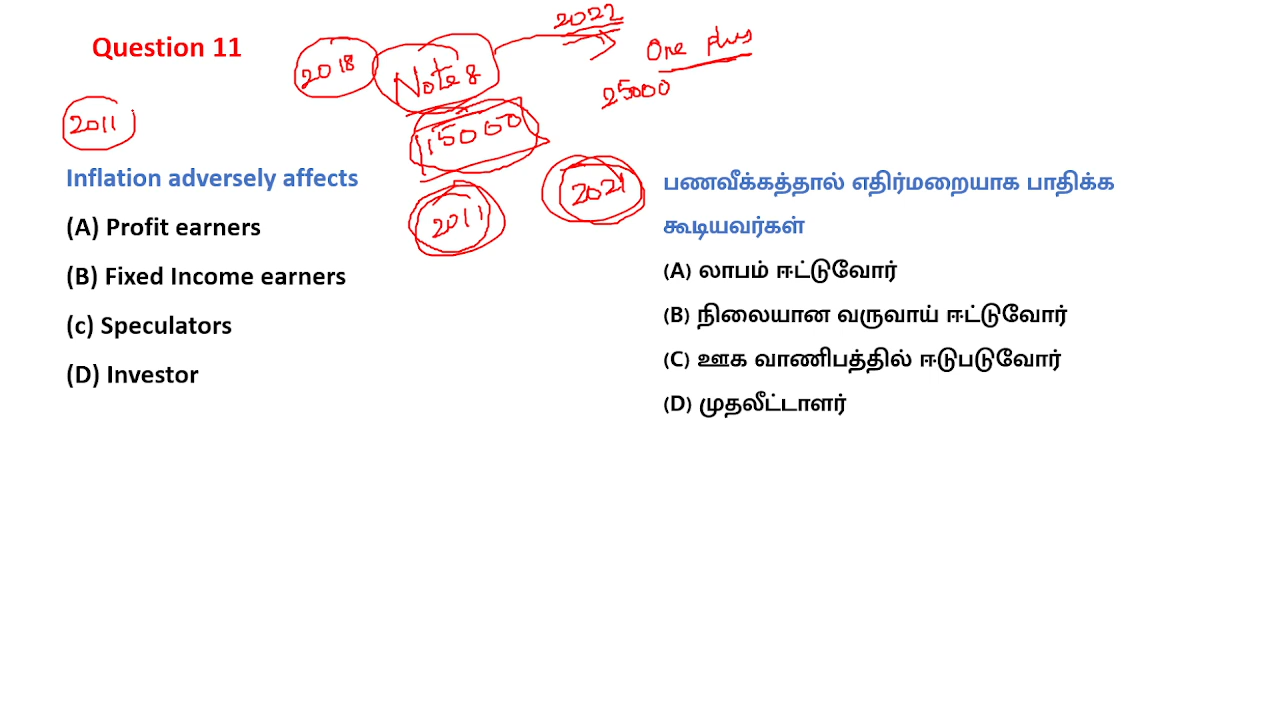 Question 11
2018
Note 8
2022
One plus
25000
15000
2011
2011
2021
Inflation adversely affects
(A) Profit earners
(B) Fixed Income earners
(c) Speculators
(D) Investor
பணவீக்கத்தால் எதிர்மறையாக பாதிக்க
கூடியவர்கள்
(A) லாபம் ஈட்டுவோர்
(B) நிலையான வருவாய் ஈட்டுவோர்
(C) ஊக வாணிபத்தில் ஈடுபடுவோர்
(D) முதலீட்டாளர்